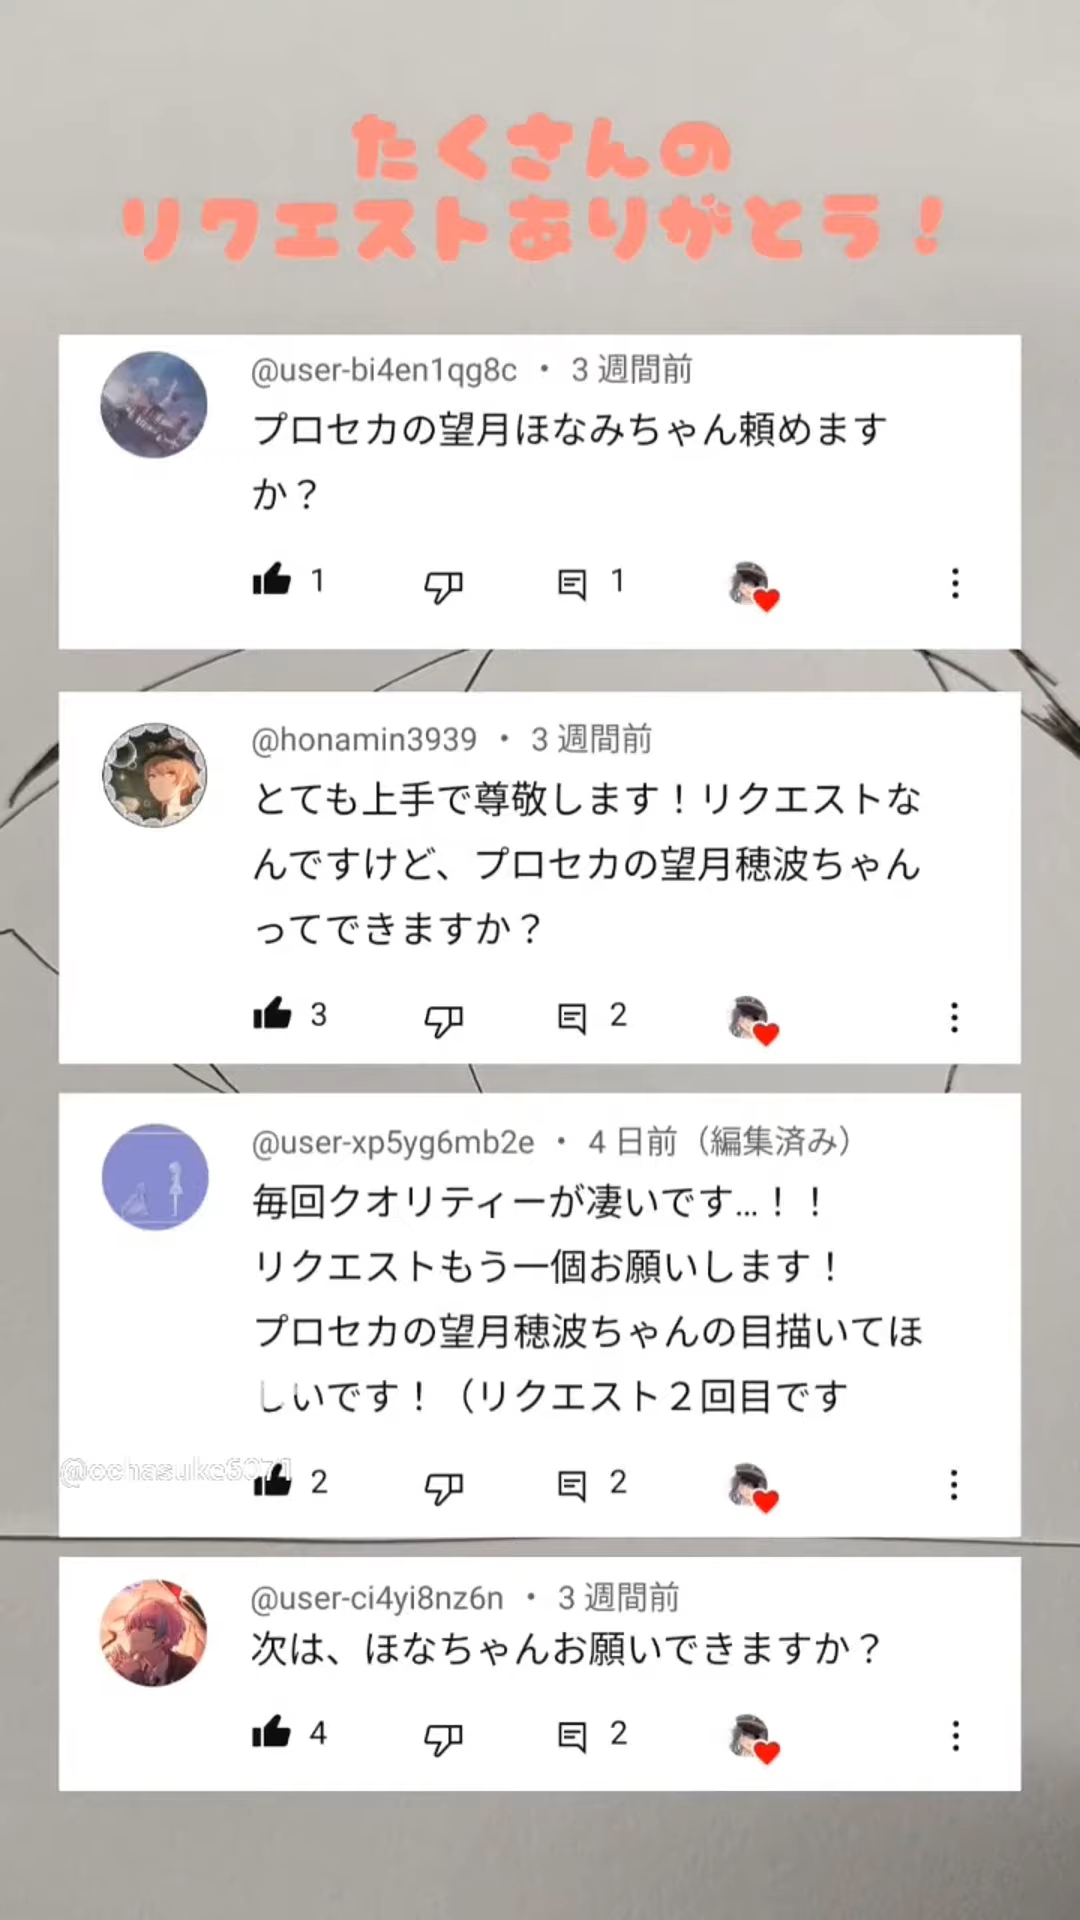 たくさんの
リクエストありがとう！
@user-bi4en1qg8c・3 週間前
プロセカの望月ほなみちゃん頼めます
か？
1
1
@honamin3939・3 週間前
とても上手で尊敬します！リクエストな
んですけど、プロセカの望月穂波ちゃん
ってできますか？
3
2
@user-xp5yg6mb2e・4 日前（編集済み）
毎回クオリティーが凄いです…！！
リクエストもう一個お願いします！
プロセカの望月穂波ちゃんの目描いてほ
しいです！（リクエスト２回目です
2
2
@user-ci4yi8nz6n・3 週間前
次は、ほなちゃんお願いできますか？
4
2